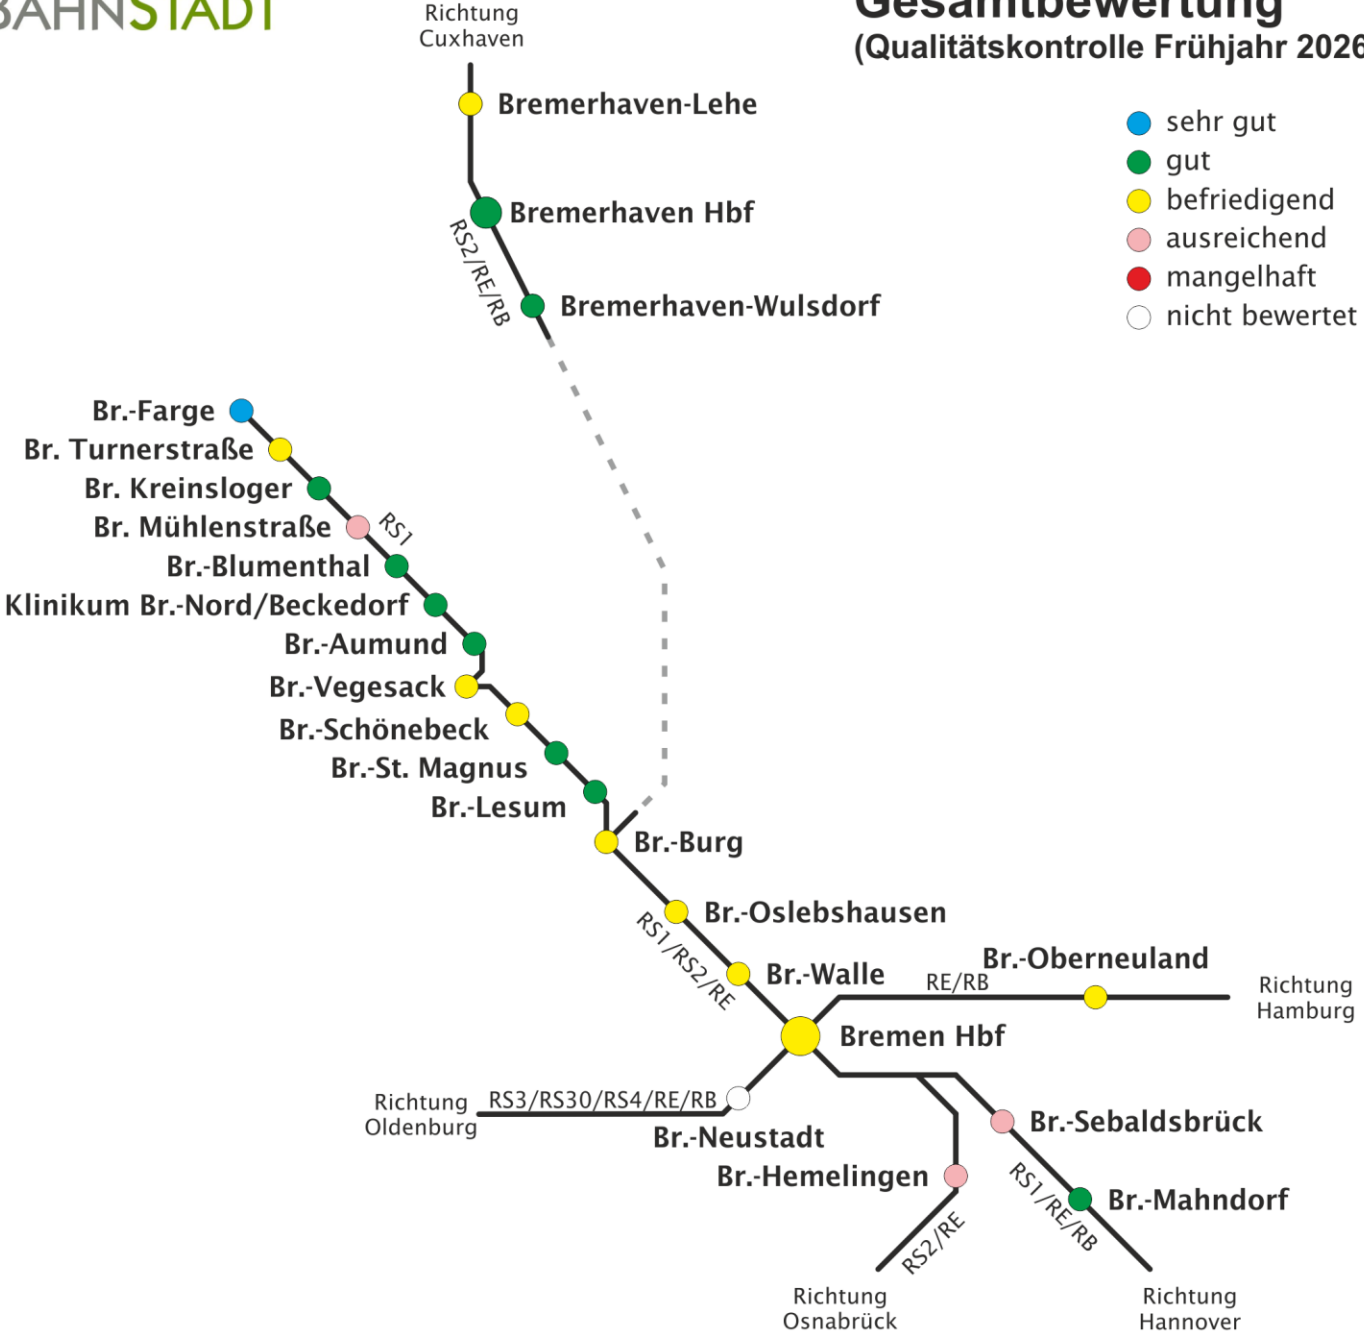 BAHNSTADT
Gesamtbewertung
(Qualitätskontrolle Frühjahr 2026
Richtung
Cuxhaven
Bremerhaven-Lehe
Bremerhaven Hbf
RS2/RE/RB
Bremerhaven-Wulsdorf
sehr gut
gut
befriedigend
ausreichend
mangelhaft
nicht bewertet
Br.-Farge
Br. Turnerstraße
Br. Kreinsloger
Br. Mühlenstraße
RS1
Br.-Blumenthal
Klinikum Br.-Nord/Beckedorf
Br.-Aumund
Br.-Vegesack
Br.-Schönebeck
Br.-St. Magnus
Br.-Lesum
Br.-Burg
Br.-Oslebshausen
RS1/RS2/RE
Br.-Walle
Br.-Oberneuland
RE/RB
Richtung
Hamburg
Bremen Hbf
Richtung
Oldenburg
RS3/RS30/RS4/RE/RB
Br.-Neustadt
Br.-Sebaldsbrück
Br.-Hemelingen
RS1/RE/RB
Br.-Mahndorf
RS2/RE
Richtung
Osnabrück
Richtung
Hannover